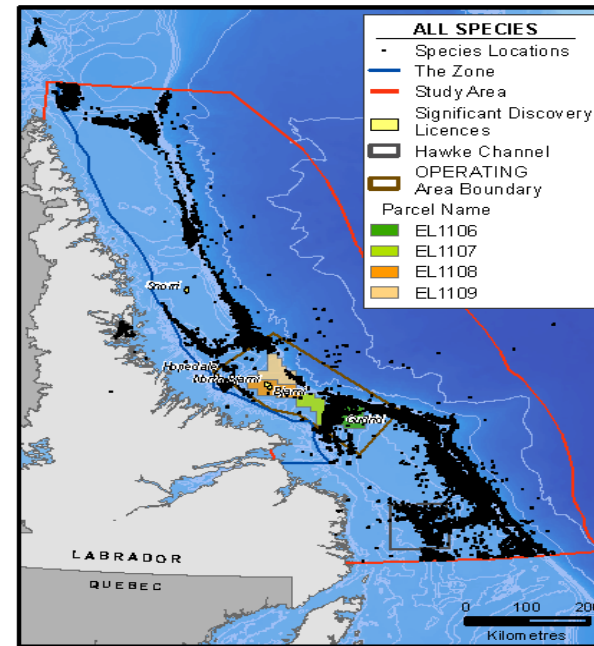 N
ALL SPECIES
Species Locations
The Zone
Study Area
Significant Discovery
Licences
Hawke Channel
OPERATING
Area Boundary
Parcel Name
EL1106
EL1107
EL1108
EL1109
Snorri
Hopedale
North Bjarni
Bjarni
Gudrid
LABRADOR
QUEBEC
0 100 200
Kilometres